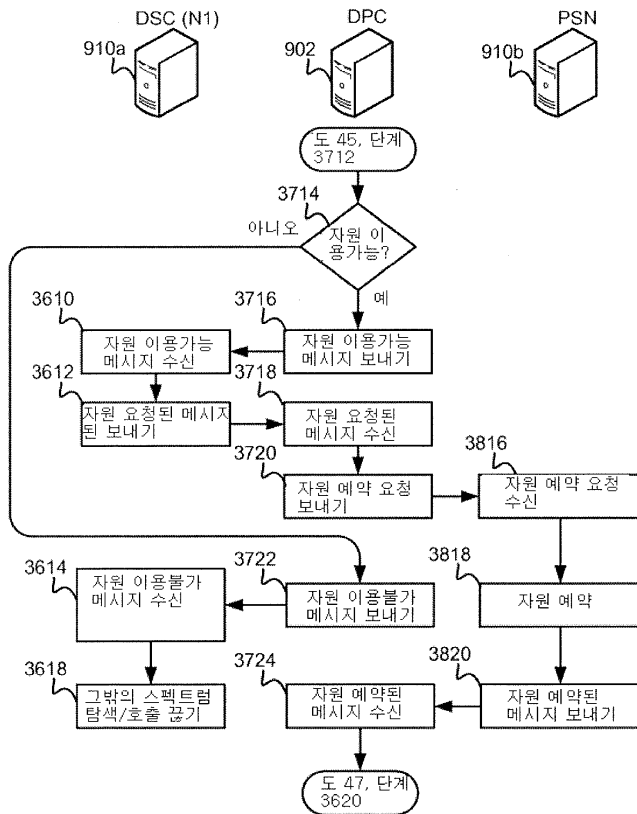 DSC (N1)
DPC
PSN
910a
902
910b
도 45, 단계
3712
3714
아니오
자원 이
용가능?
예
3610
자원 이용가능
메시지 수신
3716
자원 이용가능
메시지 보내기
3612
자원 요청된 메시지
된 보내기
3718
자원 요청된
메시지 수신
3720
자원 예약 요청
보내기
3816
자원 예약 요청
수신
3614
자원 이용불가
메시지 수신
3722
자원 이용불가
메시지 보내기
3818
자원 예약
3618
그밖의 스펙트럼
탐색/호출 끊기
3724
자원 예약된
메시지 수신
3820
자원 예약된
메시지 보내기
도 47, 단계
3620